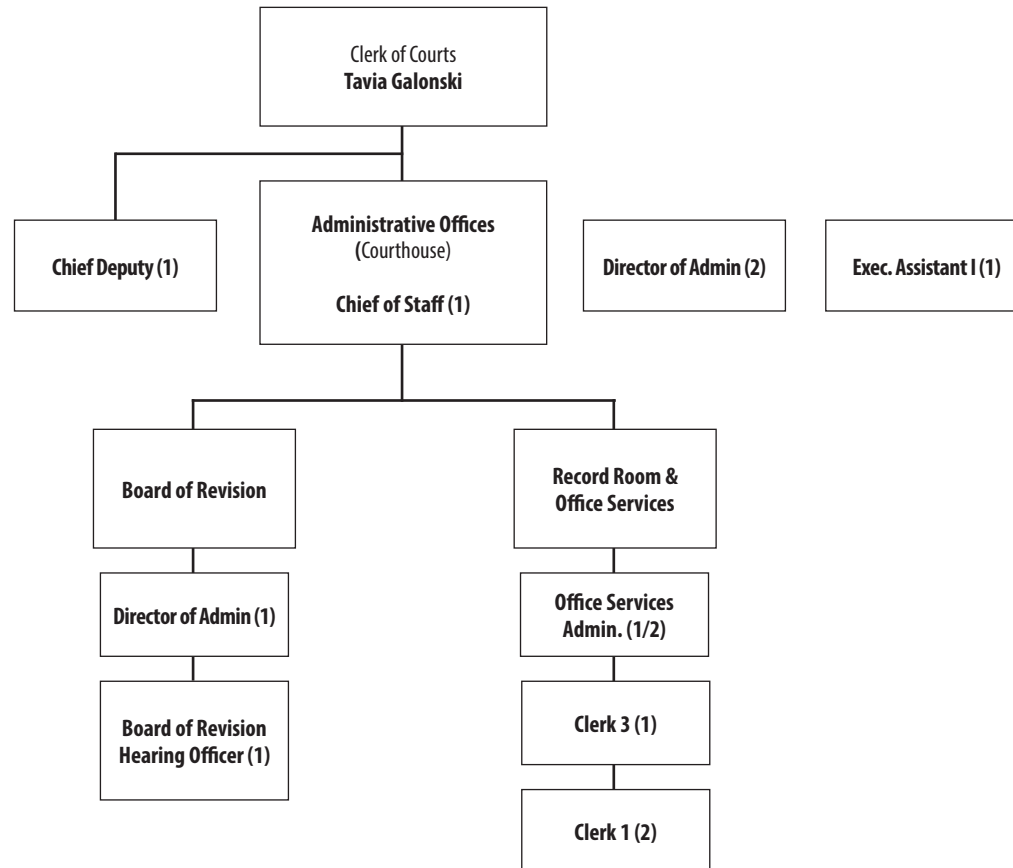 Clerk of Courts
Tavia Galonski
Chief Deputy (1)
Administrative Offices
(Courthouse)
Chief of Staff (1)
Director of Admin (2)
Exec. Assistant I (1)
Board of Revision
Record Room &
Office Services
Director of Admin (1)
Office Services
Admin. (1/2)
Board of Revision
Hearing Officer (1)
Clerk 3 (1)
Clerk 1 (2)